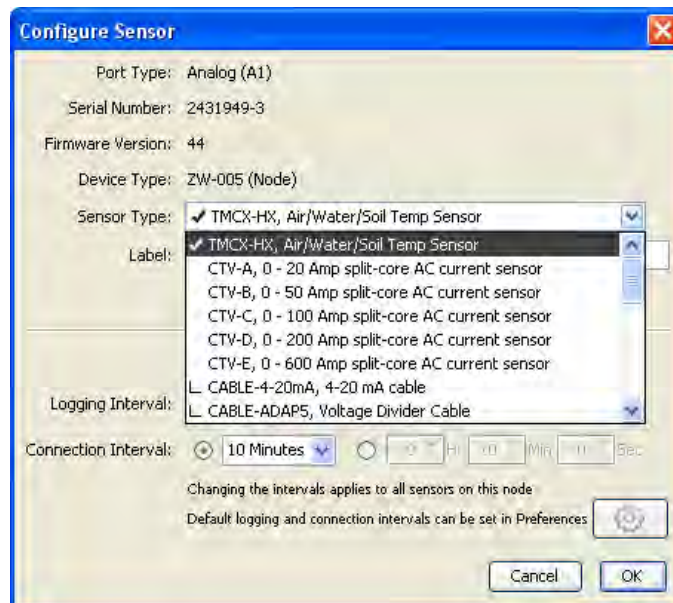 Configure Sensor
Port Type: Analog (A1)
Serial Number: 2431949-3
Firmware Version: 44
Device Type: ZW-005 (Node)
Sensor Type: TMCX-HX, Air/Water/Soil Temp Sensor
Label: TMCX-HX, Air/Water/Soil Temp Sensor
CTV-A, 0 - 20 Amp split-core AC current sensor
CTV-B, 0 - 50 Amp split-core AC current sensor
CTV-C, 0 - 100 Amp split-core AC current sensor
CTV-D, 0 - 200 Amp split-core AC current sensor
CTV-E, 0 - 600 Amp split-core AC current sensor
CABLE-4-20mA, 4-20 mA cable
Logging Interval: CABLE-ADAP5, Voltage Divider Cable
Connection Interval: 10 Minutes Hr Min Sec
Changing the intervals applies to all sensors on this node
Default logging and connection intervals can be set in Preferences
Cancel OK